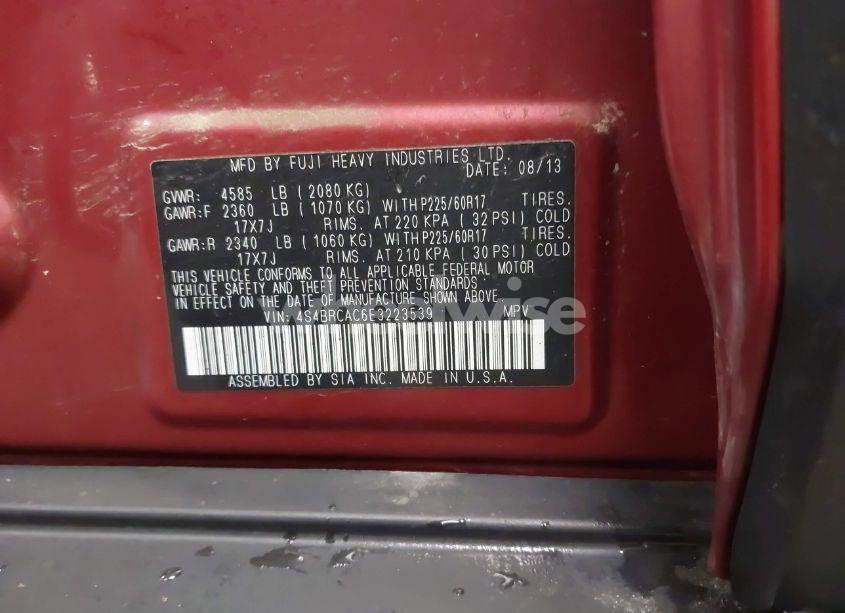 MFD BY FUJI HEAVY INDUSTRIES LTD.
DATE: 08/13
GVWR: 4585 LB (2080 KG)
GAWR:F 2360 LB (1070 KG) WITH P225/60R17 TIRES.
17X7J RIMS. AT 220 KPA (32 PSI) COLD
GAWR:R 2340 LB (1060 KG) WITH P225/60R17 TIRES.
17X7J RIMS. AT 210 KPA (30 PSI) COLD
THIS VEHICLE CONFORMS TO ALL APPLICABLE FEDERAL MOTOR
VEHICLE SAFETY AND THEFT PREVENTION STANDARDS
IN EFFECT ON THE DATE OF MANUFACTURE SHOWN ABOVE.
VIN: 4S4BRCAC6E3223539 MPV
ASSEMBLED BY SIA INC. MADE IN U.S.A.